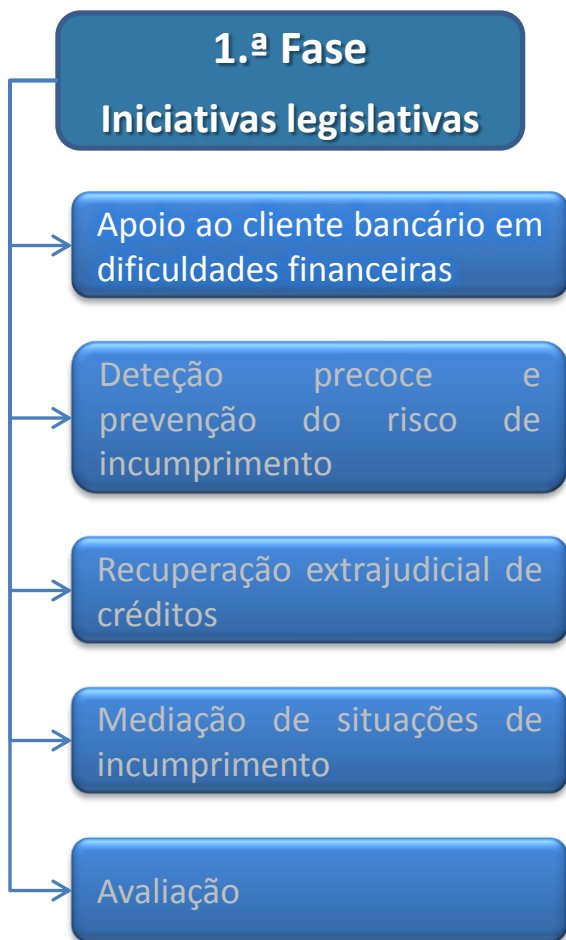 1.ª Fase
Iniciativas legislativas
Apoio ao cliente bancário em
dificuldades financeiras
Deteção precoce e
prevenção do risco de
incumprimento
Recuperação extrajudicial de
créditos
Mediação de situações de
incumprimento
Avaliação